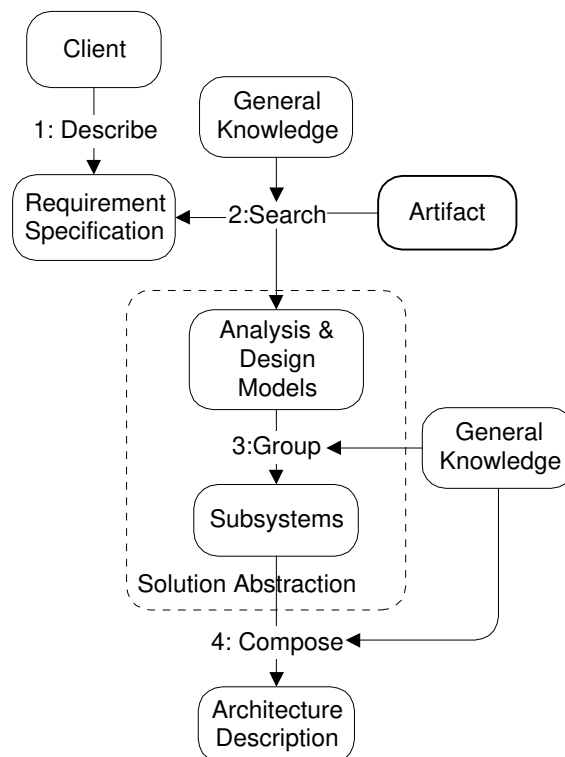 Client
1: Describe
General
Knowledge
Requirement
Specification
2:Search
Artifact
Analysis &
Design
Models
3:Group
General
Knowledge
Subsystems
Solution Abstraction
4: Compose
Architecture
Description